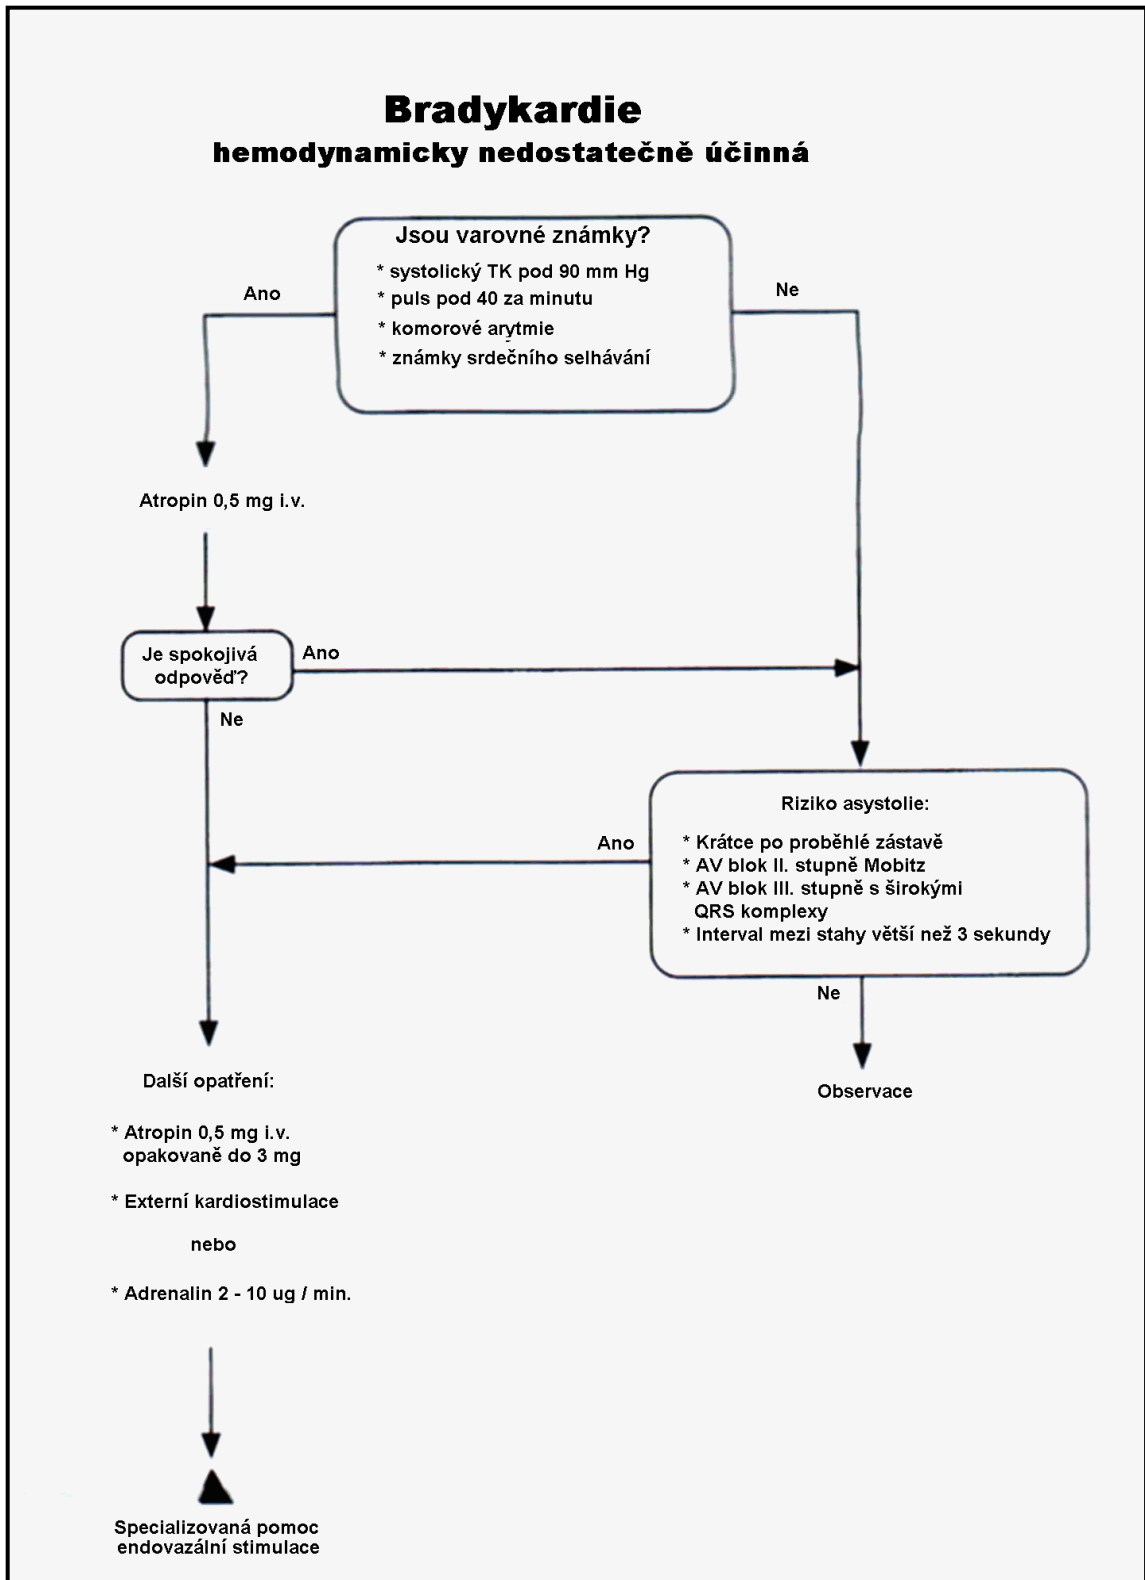 Bradykardie
hemodynamicky nedostatečně účinná
Jsou varovné známky?
* systolický TK pod 90 mm Hg
* puls pod 40 za minutu
* komorové arytmie
* známky srdečního selhávání
Ano
Ne
Atropin 0,5 mg i.v.
Je spokojivá
odpověď?
Ano
Ne
Riziko asystolie:
* Krátce po proběhlé zástavě
* AV blok II. stupně Mobitz
* AV blok III. stupně s širokými
QRS komplexy
* Interval mezi stahy větší než 3 sekundy
Ano
Ne
Observace
Další opatření:
* Atropin 0,5 mg i.v.
opakovaně do 3 mg
* Externí kardiostimulace
nebo
* Adrenalin 2 - 10 ug / min.
Specializovaná pomoc
endovazální stimulace